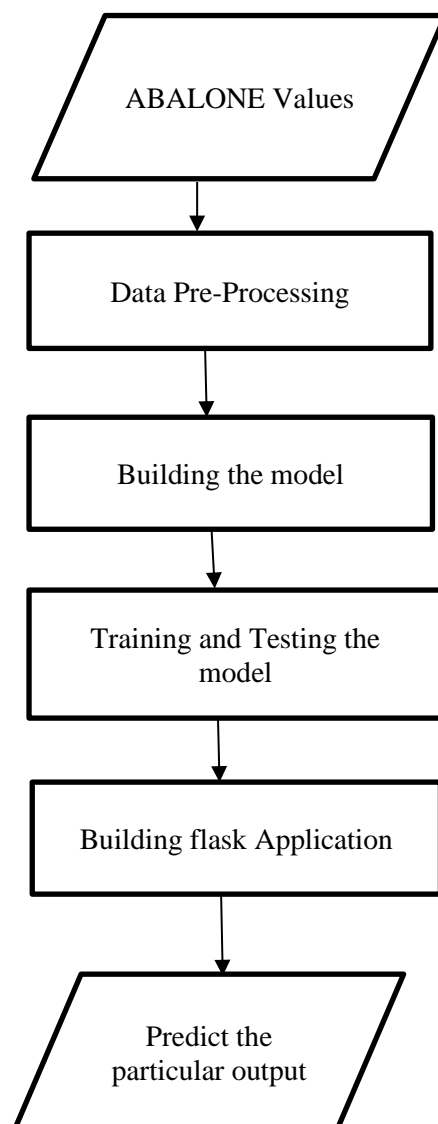 ABALONE Values
Data Pre-Processing
Building the model
Training and Testing the
model
Building flask Application
Predict the
particular output